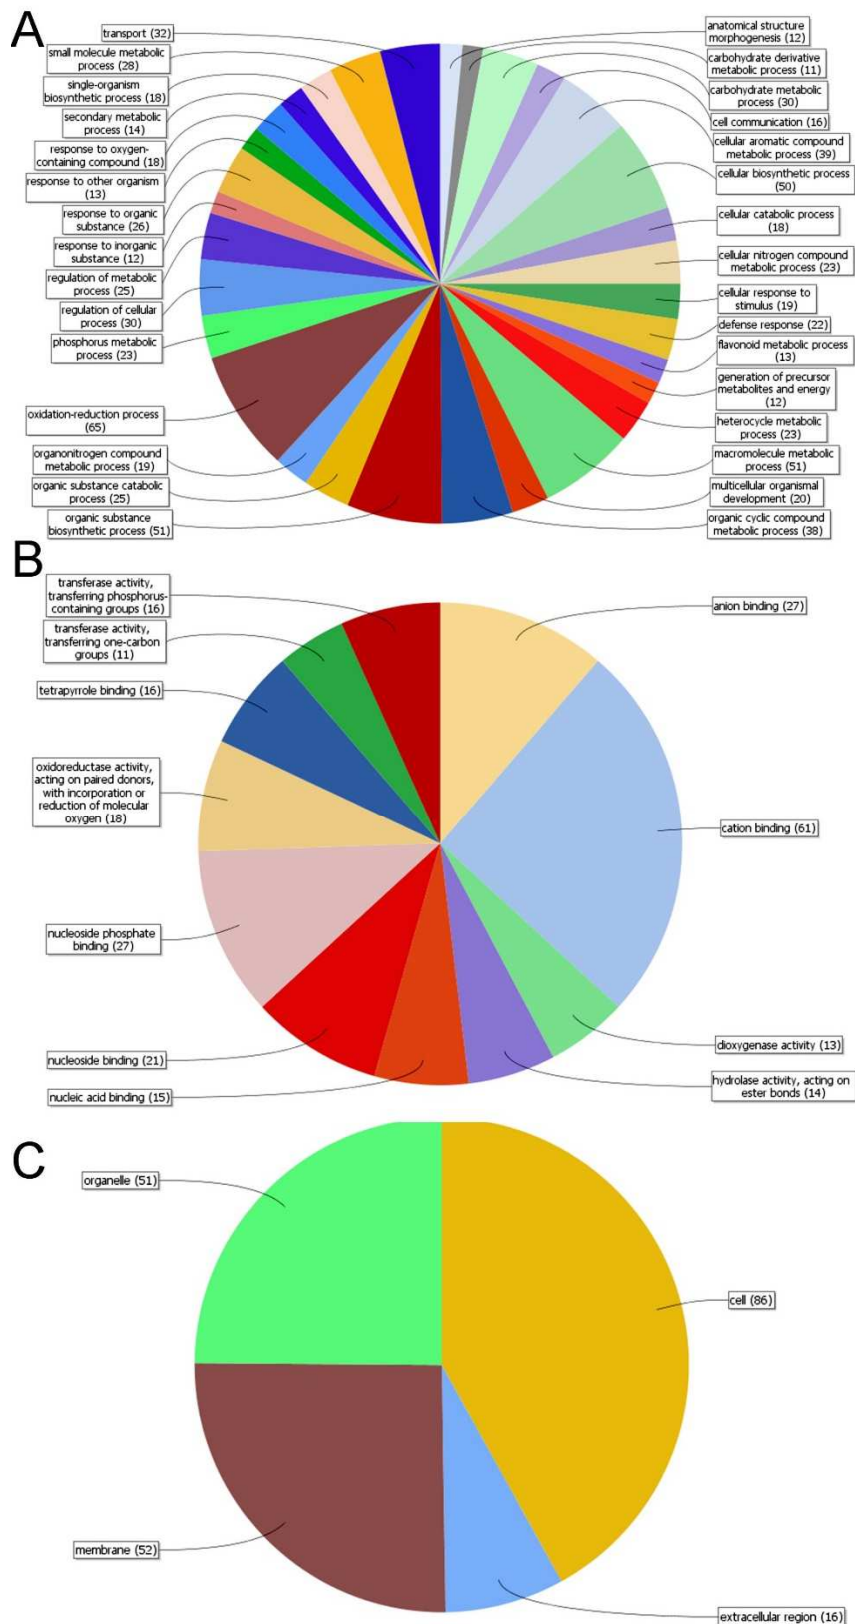 A
transport (32)
small molecule metabolic
process (28)
single-organism
biosynthetic process (18)
secondary metabolic
process (14)
response to oxygen-
containing compound (18)
response to other organism
(13)
response to organic
substance (26)
response to inorganic
substance (12)
regulation of metabolic
process (25)
regulation of cellular
process (30)
phosphorus metabolic
process (23)
oxidation-reduction process
(65)
organonitrogen compound
metabolic process (19)
organic substance catabolic
process (25)
organic substance
biosynthetic process (51)
anatomical structure
morphogenesis (12)
carbohydrate derivative
metabolic process (11)
carbohydrate metabolic
process (30)
cell communication (16)
cellular aromatic compound
metabolic process (39)
cellular biosynthetic process
(50)
cellular catabolic process
(18)
cellular nitrogen compound
metabolic process (23)
cellular response to
stimulus (19)
defense response (22)
flavonoid metabolic process
(13)
generation of precursor
metabolites and energy
(12)
heterocycle metabolic
process (23)
macromolecule metabolic
process (51)
multicellular organismal
development (20)
organic cyclic compound
metabolic process (38)
B
transferase activity,
transferring phosphorus-
containing groups (16)
transferase activity,
transferring one-carbon
groups (11)
tetrapyrrole binding (16)
oxidoreductase activity,
acting on paired donors,
with incorporation or
reduction of molecular
oxygen (18)
nucleoside phosphate
binding (27)
nucleoside binding (21)
nucleic acid binding (15)
anion binding (27)
cation binding (61)
dioxygenase activity (13)
hydrolase activity, acting on
ester bonds (14)
C
organelle (51)
membrane (52)
cell (86)
extracellular region (16)